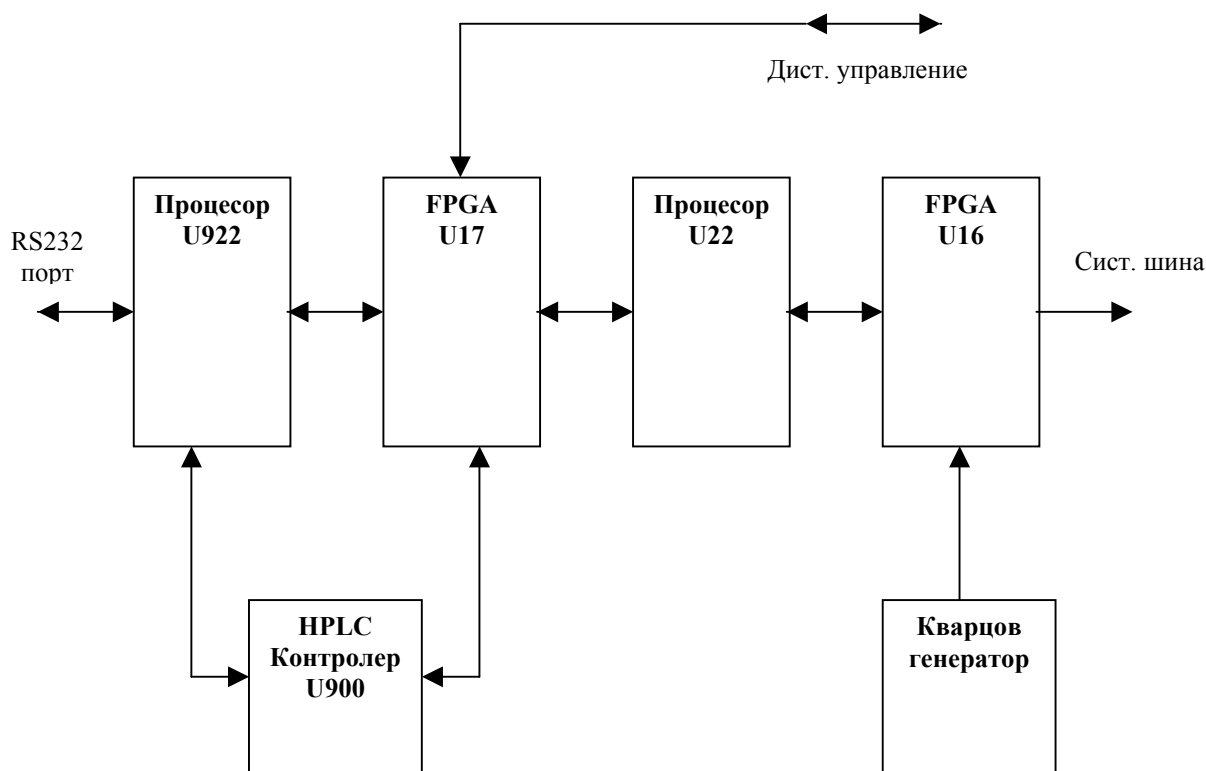 Дист. управление
Процесор
U922
FPGA
U17
Процесор
U22
FPGA
U16
RS232
порт
Сист. шина
HPLC
Контролер
U900
Кварцов
генератор